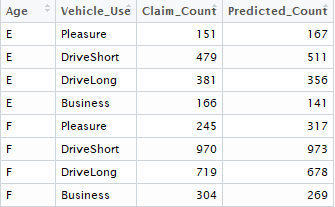 Age Vehicle_Use Claim_Count Predicted_Count
E Pleasure 151 167
E DriveShort 479 511
E DriveLong 381 356
E Business 166 141
F Pleasure 245 317
F DriveShort 970 973
F DriveLong 719 678
F Business 304 269